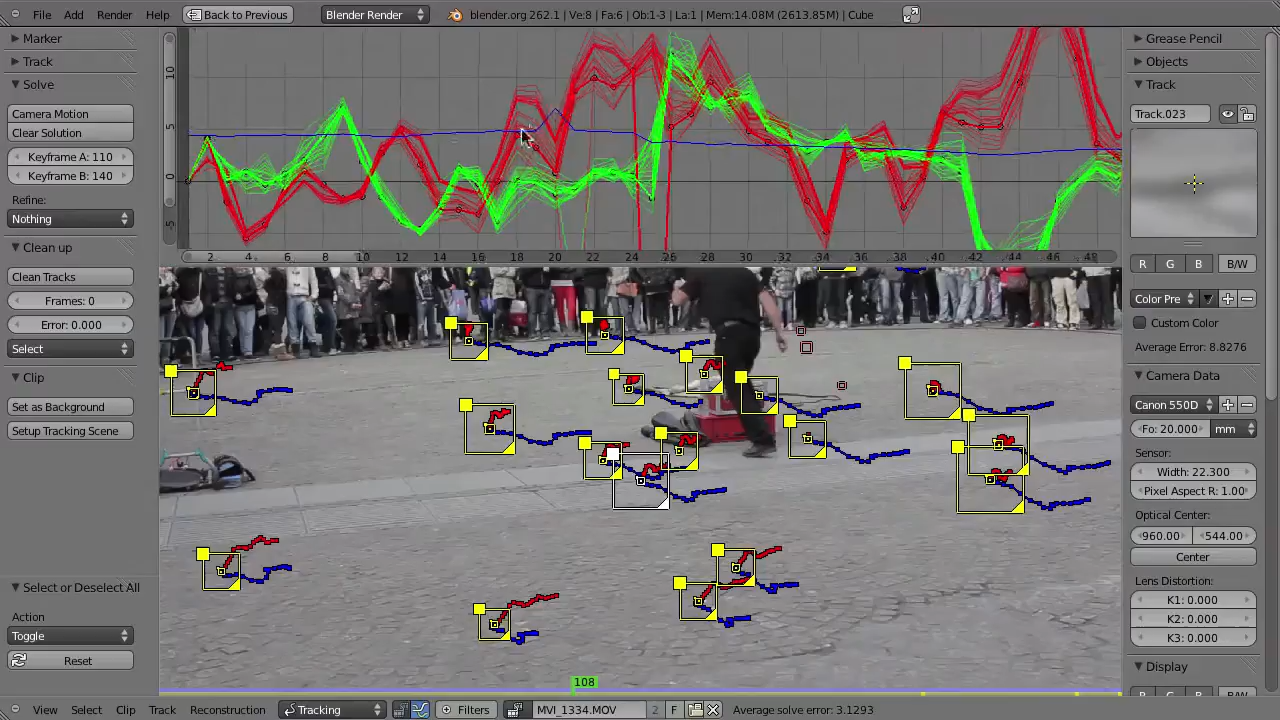 File Add Render Help Back to Previous Blender Render blender.org 262.1 | Ve:8 | Fa:6 | Ob:1-3 | La:1 | Mem:14.08M (2613.85M) | Cube
Marker
Track
Solve
Camera Motion
Clear Solution
Keyframe A: 110
Keyframe B: 140
Refine:
Nothing
Clean up
Clean Tracks
Frames: 0
Error: 0.000
Select
Clip
Set as Background
Setup Tracking Scene
Select or Deselect All
Action
Toggle
Reset
10
5
0
-5
2 4 6 8 10 12 14 16 18 20 22 24 26 28 30 32 34 36 38 40 42 44 46 48
108
Grease Pencil
Objects
Track
Track.023
R G B B/W
Color Pre
Custom Color
Average Error: 8.8276
Camera Data
Canon 550D
Fo: 20.000 mm
Sensor:
Width: 22.300
Pixel Aspect R: 1.00
Optical Center:
960.00 544.00
Center
Lens Distortion:
K1: 0.000
K2: 0.000
K3: 0.000
Display
R G B B/W
View Select Clip Track Reconstruction Tracking Filters MVI_1334.MOV 2 F Average solve error: 3.1293